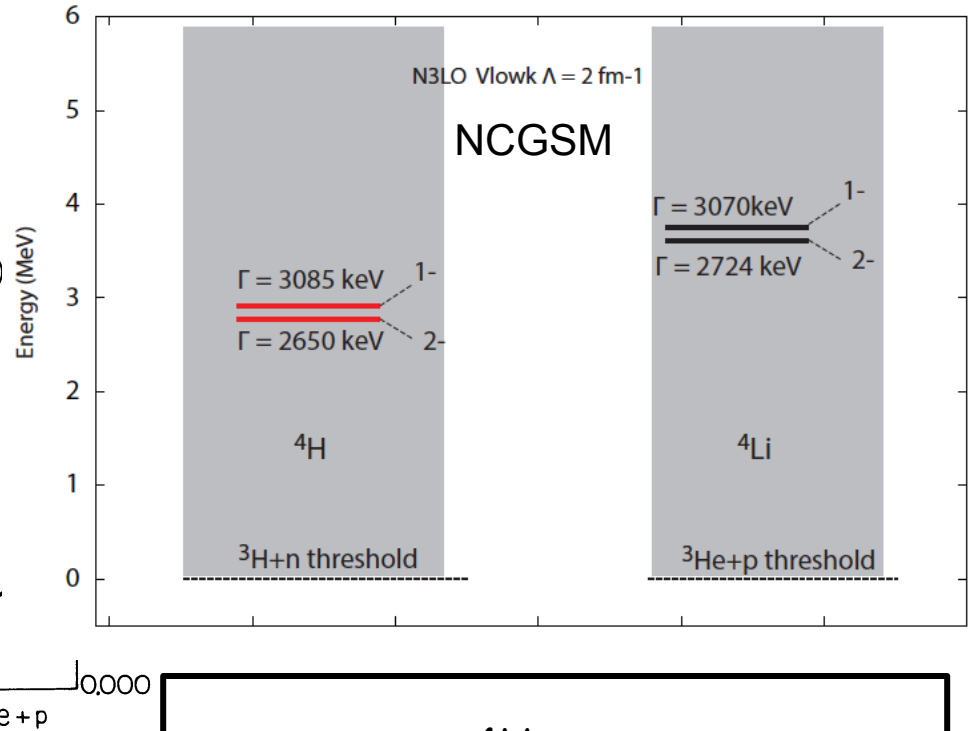 6
N3LO Vlowk Λ = 2 fm-1
5
NCGSM
4
Γ = 3070keV
1-
Γ = 2724 keV
2-
Energy (MeV)
3
Γ = 3085 keV
1-
Γ = 2650 keV
2-
2
⁴H
⁴Li
1
³H+n threshold
³He+p threshold
0
0.000
e + p